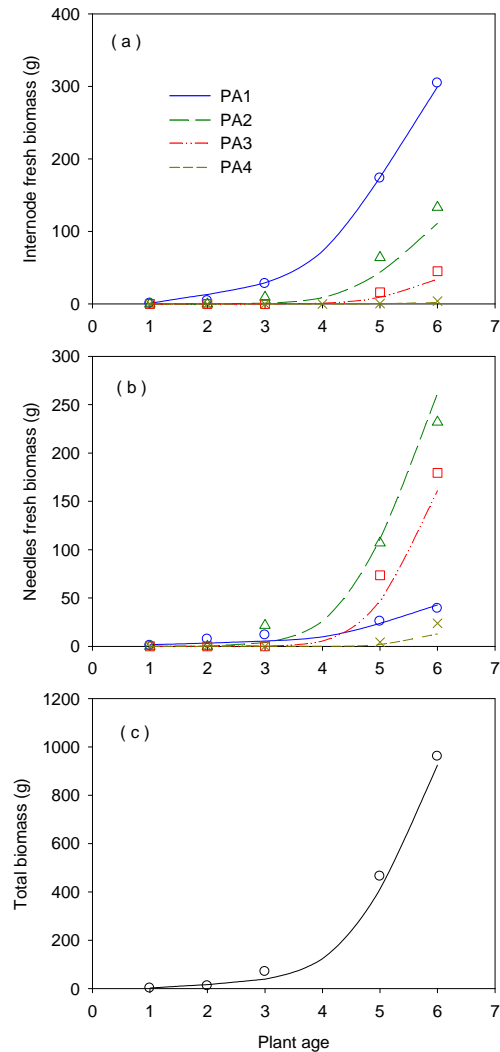 ( a )
PA1
PA2
PA3
PA4
Internode fresh biomass (g)
400
300
200
100
0
0 1 2 3 4 5 6 7
( b )
Needles fresh biomass (g)
300
250
200
150
100
50
0
0 1 2 3 4 5 6 7
( c )
Total biomass (g)
1200
1000
800
600
400
200
0
0 1 2 3 4 5 6 7
Plant age